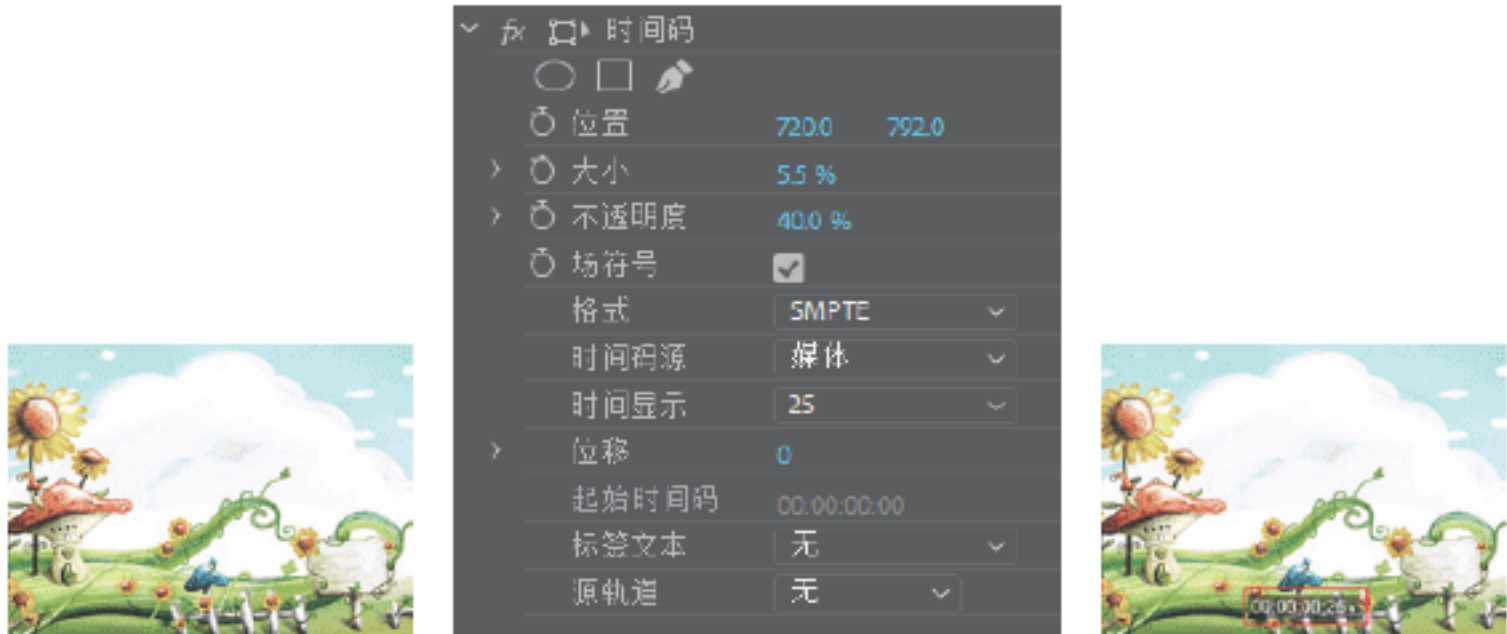 fx 时间码
位置 720.0 792.0
大小 5.5 %
不透明度 40.0 %
场符号
格式 SMPTE
时间码源 媒体
时间显示 25
位移 0
起始时间码 00:00:00:00
标签文本 无
源轨道 无